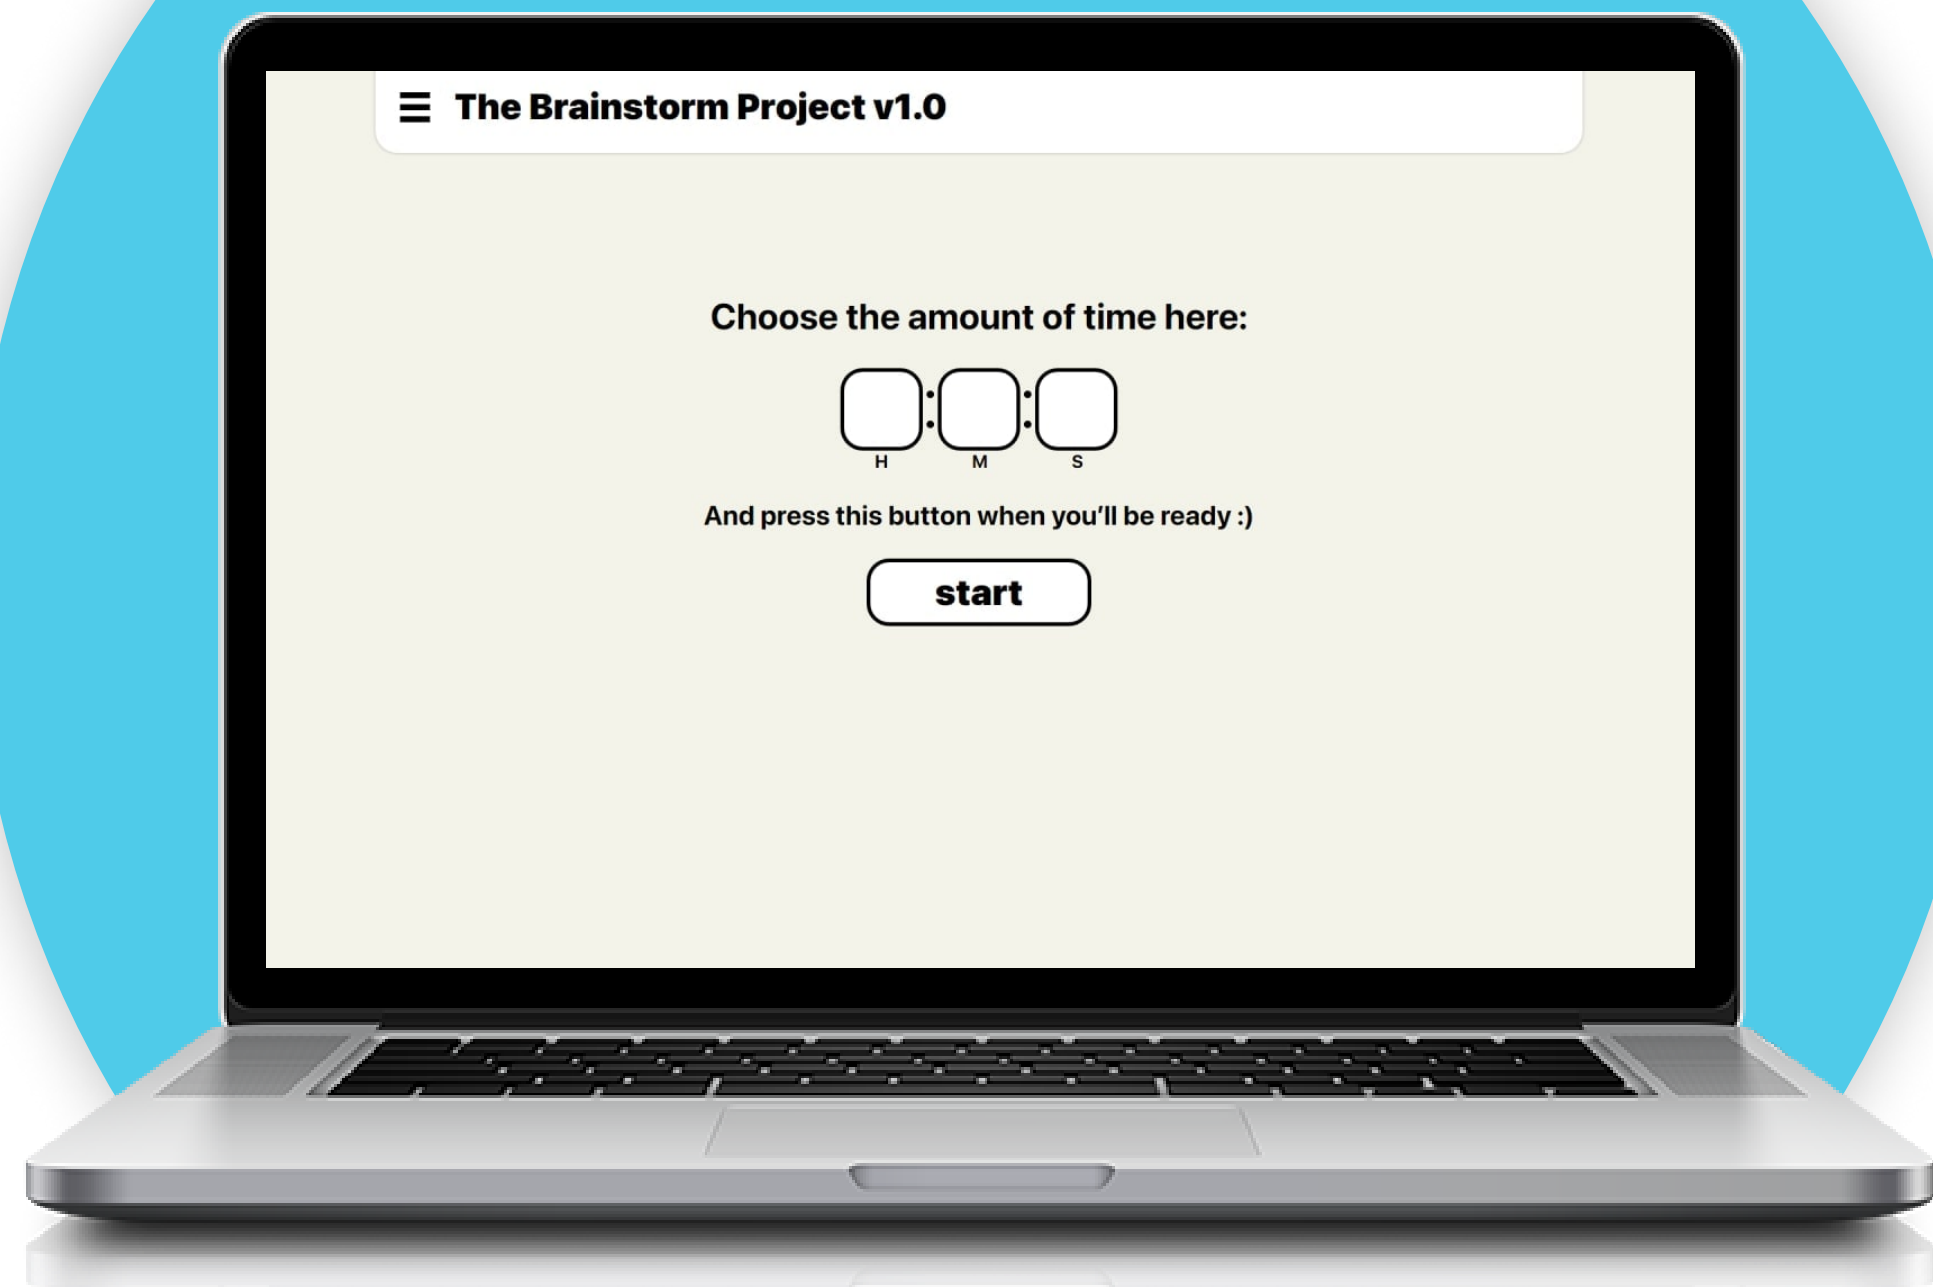 The Brainstorm Project v1.0
Choose the amount of time here:
: :
H M S
And press this button when you’ll be ready :)
start